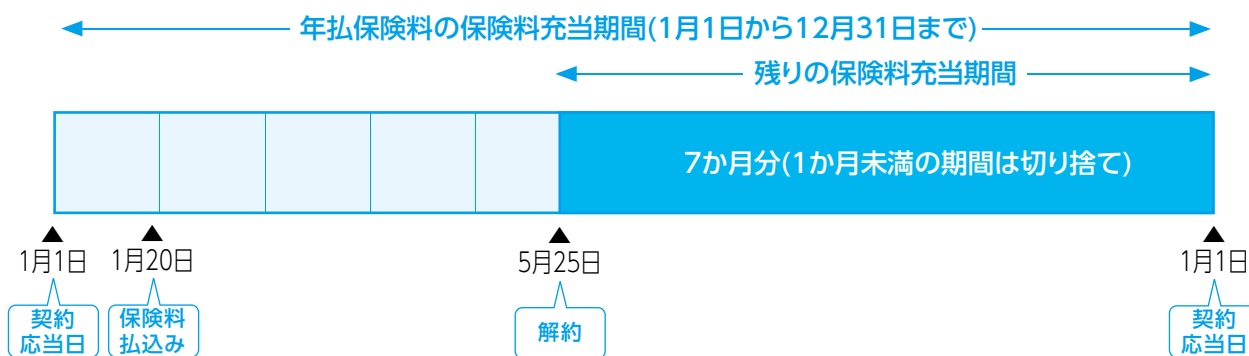 年払保険料の保険料充当期間(1月1日から12月31日まで)
残りの保険料充当期間
7か月分(1か月未満の期間は切り捨て)
1月1日
1月20日
5月25日
1月1日
契約
応当日
保険料
払込み
解約
契約
応当日